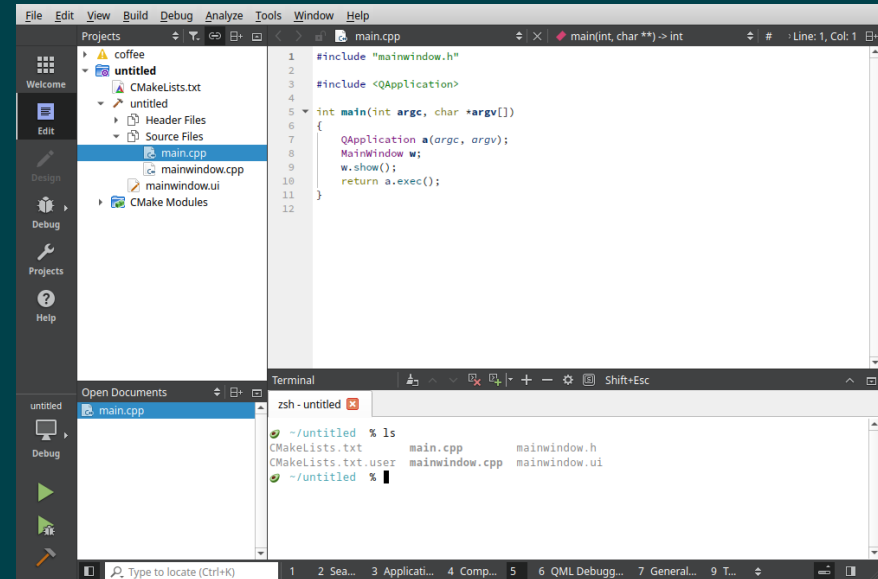 File Edit View Build Debug Analyze Tools Window Help
Projects
main.cpp
main(int, char **) -> int
#
Line: 1, Col: 1
Welcome
Edit
Design
Debug
Projects
Help
coffee
untitled
CMakeLists.txt
untitled
Header Files
Source Files
main.cpp
mainwindow.cpp
mainwindow.ui
CMake Modules
1 #include "mainwindow.h"
2
3 #include <QApplication>
4
5 int main(int argc, char *argv[])
6 {
7 QApplication a(argc, argv);
8 MainWindow w;
9 w.show();
10 return a.exec();
11 }
12
Open Documents
main.cpp
Terminal
Shift+Esc
zsh - untitled
~/untitled % ls
CMakeLists.txt main.cpp mainwindow.h
CMakeLists.txt.user mainwindow.cpp mainwindow.ui
~/untitled %
untitled
Debug
Type to locate (Ctrl+K)
1 2 Sea... 3 Applicati... 4 Comp... 5 6 QML Debugg... 7 General... 9 T...